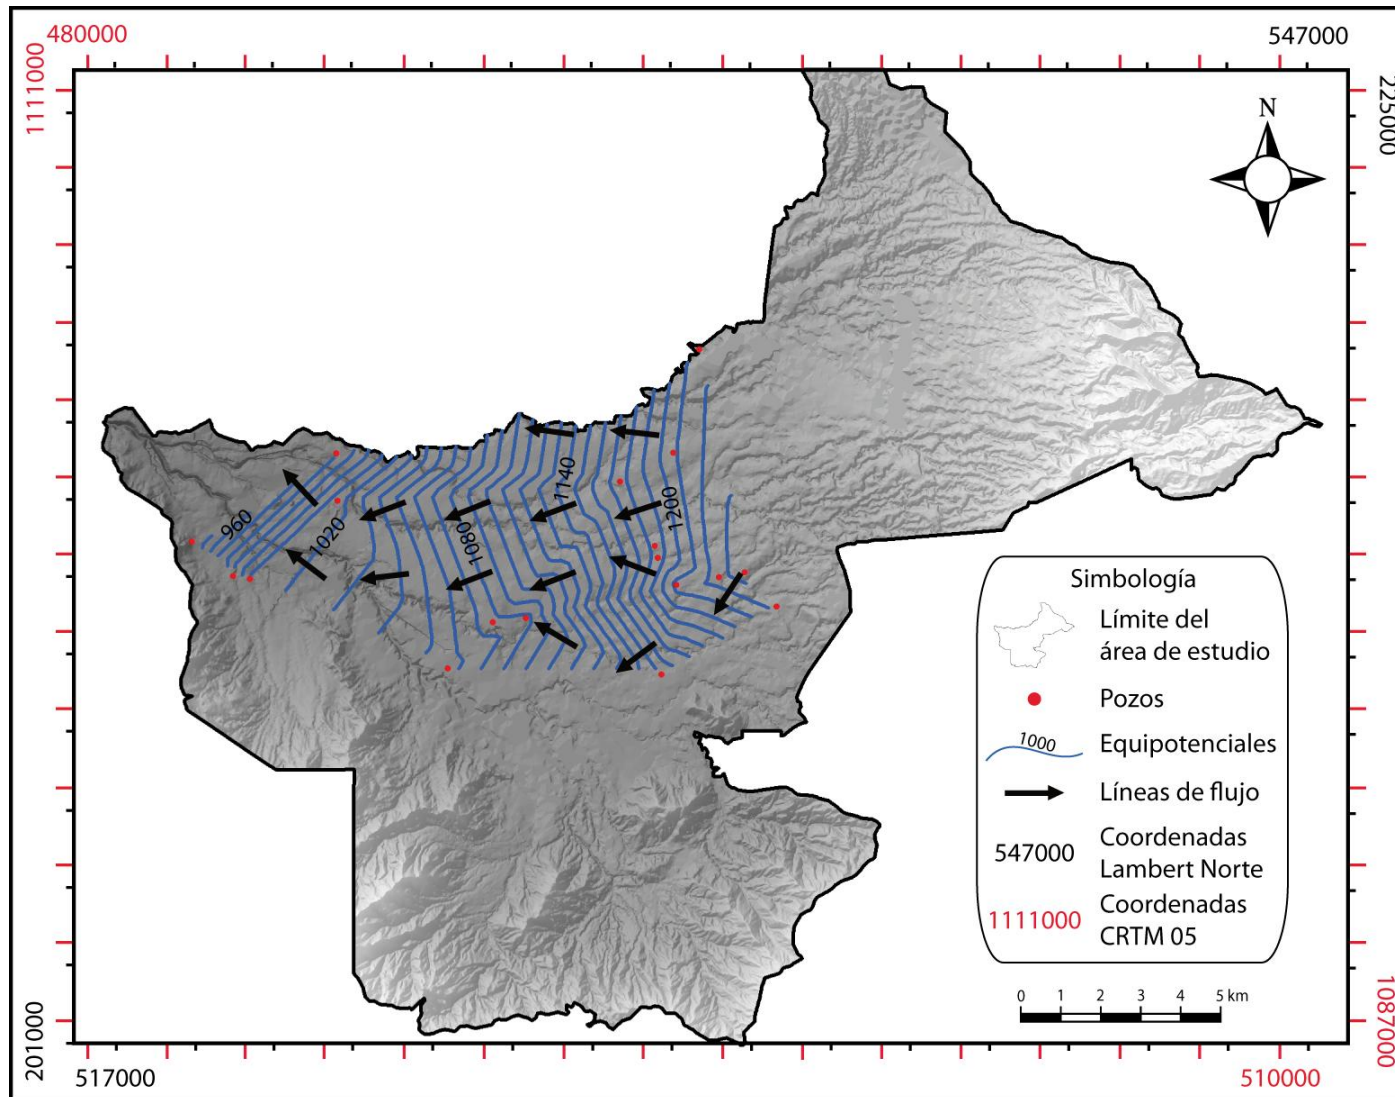 480000
547000
1111000
225000
N
1140
1200
960
1020
1080
Simbología
Límite del
área de estudio
Pozos
1000
Equipotenciales
Líneas de flujo
547000
Coordenadas
Lambert Norte
1111000
Coordenadas
CRTM 05
0 1 2 3 4 5 km
201000
1087000
517000
510000